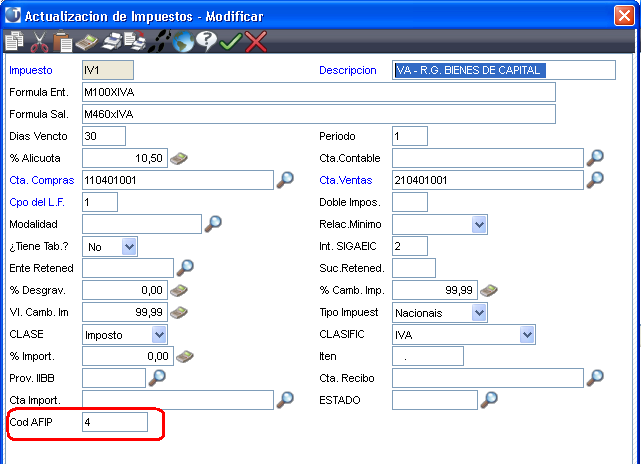 Actualizacion de Impuestos - Modificar
Impuesto IV1 Descripcion VA - R.G. BIENES DE CAPITAL
Formula Ent. M100XIVA
Formula Sal. M460xIVA
Dias Vencto 30 Periodo 1
% Alicuota 10,50 Cta.Contable
Cta. Compras 110401001 Cta.Ventas 210401001
Cpo del L.F. 1 Doble Impos.
Modalidad Relac.Minimo
¿Tiene Tab.? No Int. SIGAEIC 2
Ente Retened Suc.Retened.
% Desgrav. 0,00 % Camb. Imp. 99,99
Vl. Camb. Im 99,99 Tipo Impuest Nacionais
CLASE Imposto CLASIFIC IVA
% Import. 0,00 Iten .
Prov. IIBB Cta. Recibo
Cta Import. ESTADO
Cod AFIP 4